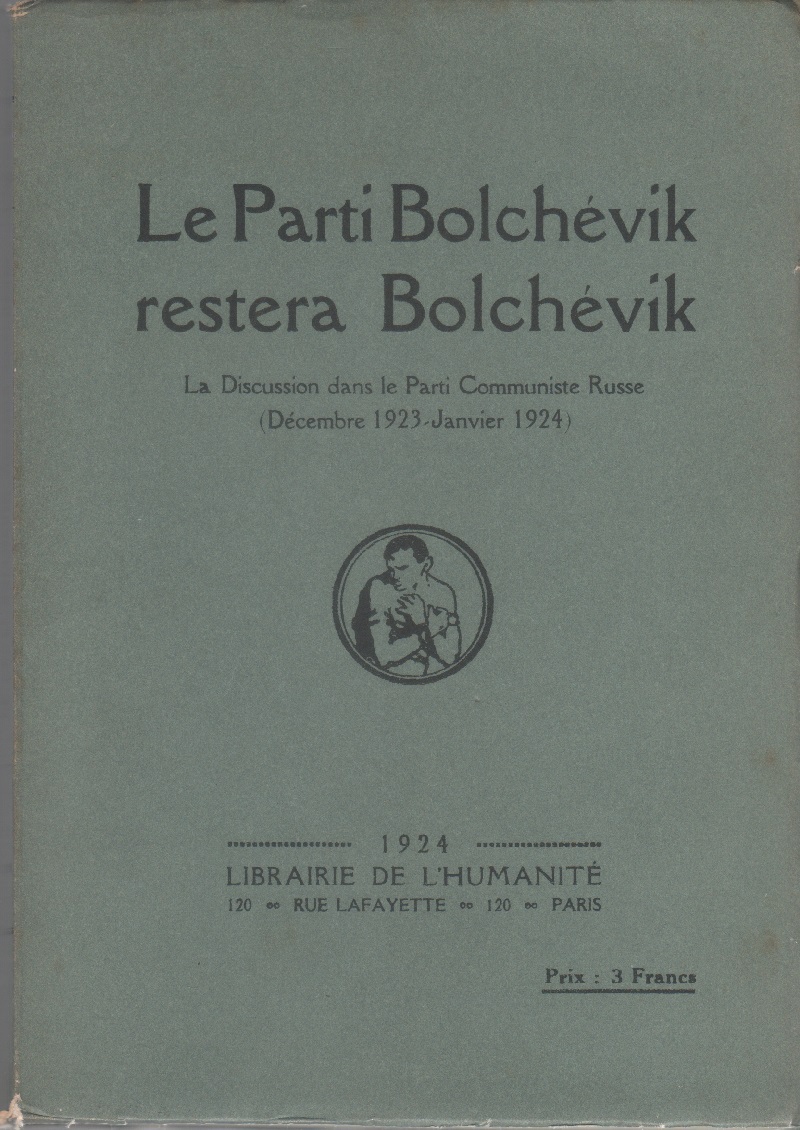 Le Parti Bolchévik
restera Bolchévik
La Discussion dans le Parti Communiste Russe
(Décembre 1923-Janvier 1924)
1924
LIBRAIRIE DE L'HUMANITÉ
120 ∞ RUE LAFAYETTE ∞ 120 ∞ PARIS
Prix : 3 Francs